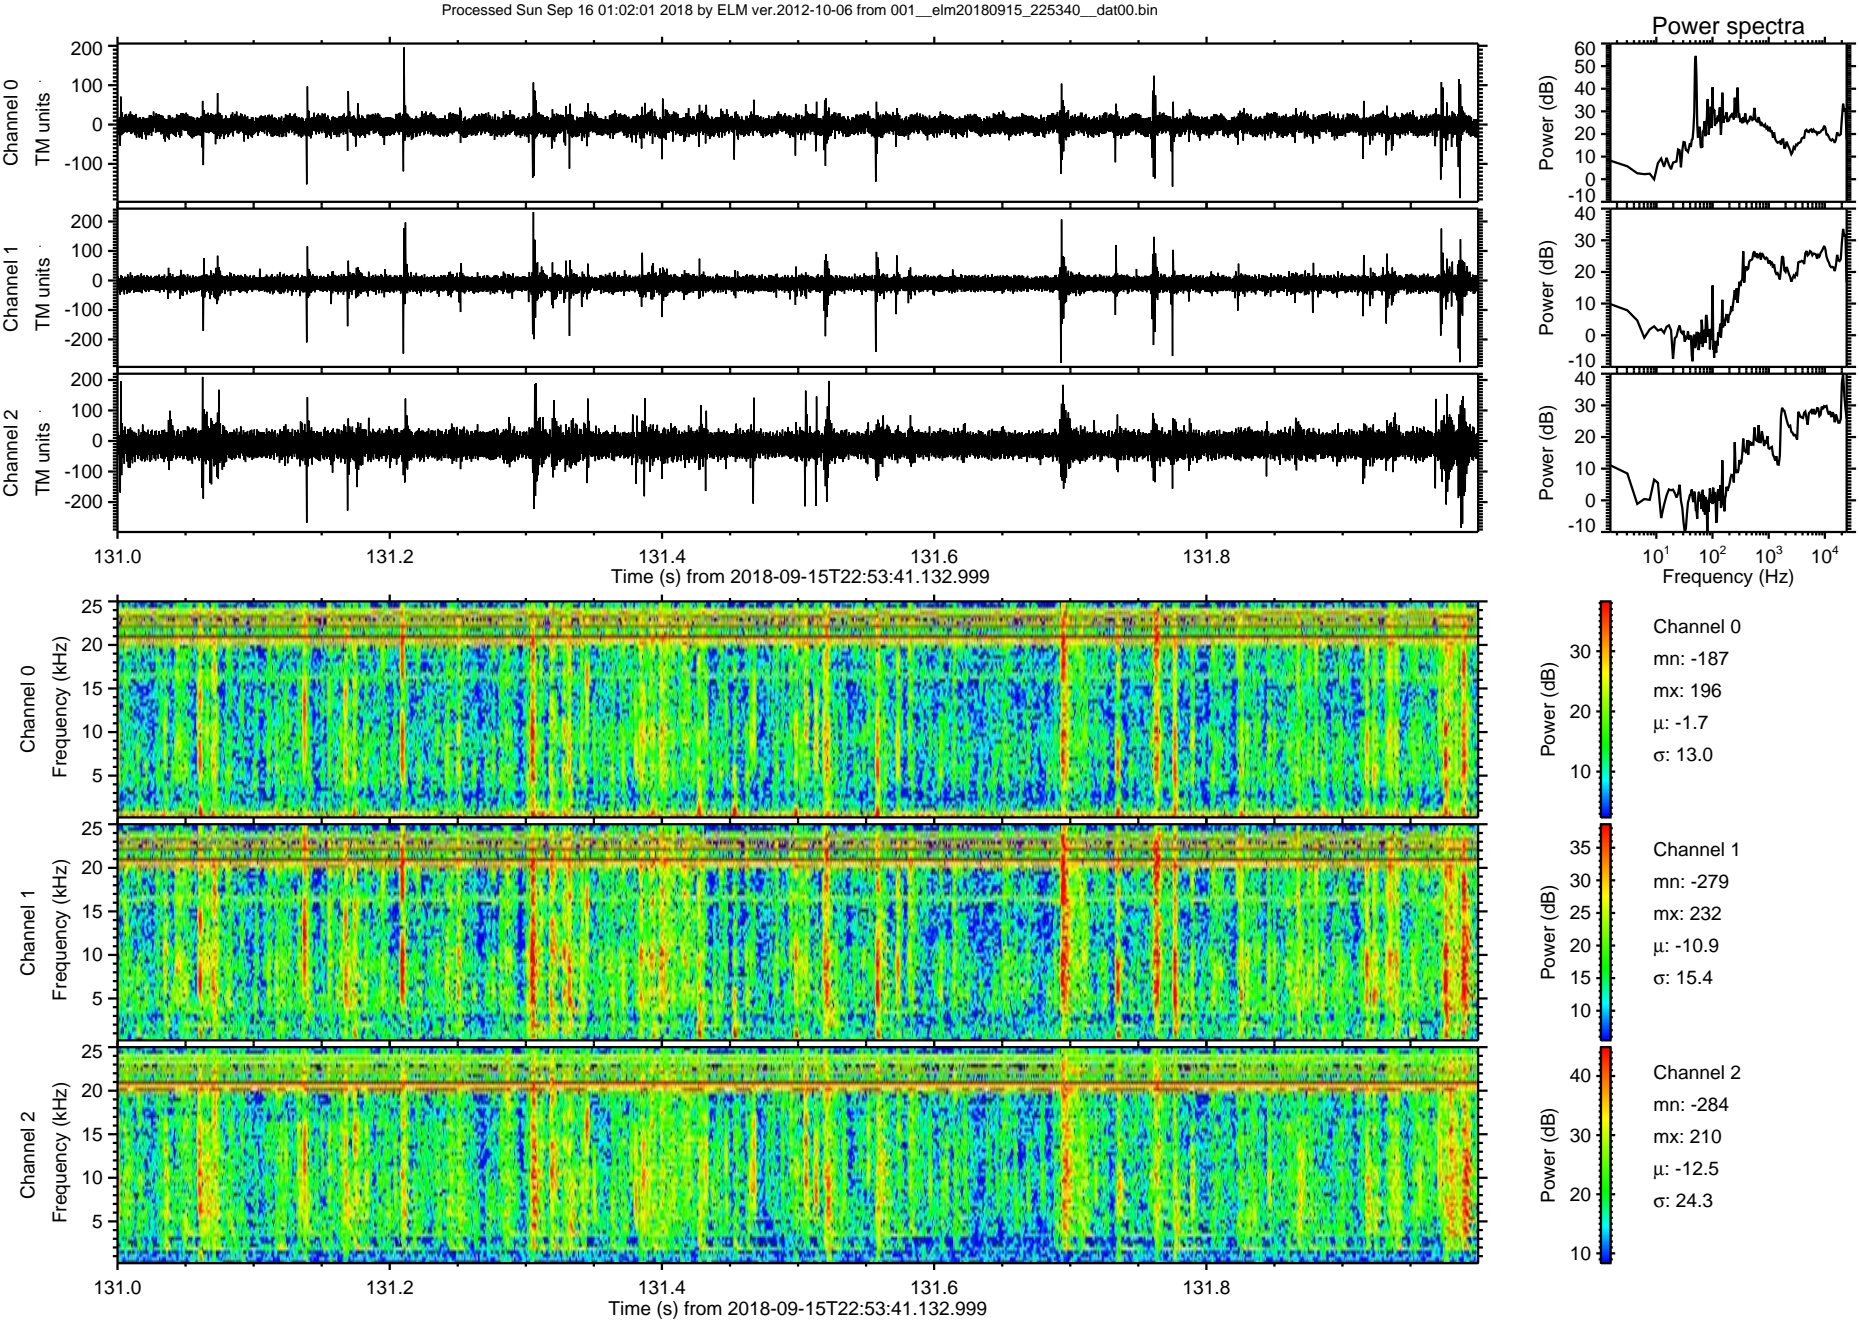 Processed Sun Sep 16 01:02:01 2018 by ELM ver.2012-10-06 from 001__elm20180915_225340__dat00.bin
Power spectra
Channel 0
TM units
200
100
0
-100
Power (dB)
60
50
40
30
20
10
0
-10
Channel 1
TM units
200
100
0
-100
-200
Power (dB)
40
30
20
10
0
-10
Channel 2
TM units
200
100
0
-100
-200
Power (dB)
40
30
20
10
0
-10
131.0 131.2 131.4 131.6 131.8
Time (s) from 2018-09-15T22:53:41.132.999
10¹ 10² 10³ 10⁴
Frequency (Hz)
Channel 0
Frequency (kHz)
25
20
15
10
5
Power (dB)
30
20
10
Channel 0
mn: -187
mx: 196
μ: -1.7
σ: 13.0
Channel 1
Frequency (kHz)
25
20
15
10
5
Power (dB)
35
30
25
20
15
10
Channel 1
mn: -279
mx: 232
μ: -10.9
σ: 15.4
Channel 2
Frequency (kHz)
25
20
15
10
5
Power (dB)
40
30
20
10
Channel 2
mn: -284
mx: 210
μ: -12.5
σ: 24.3
131.0 131.2 131.4 131.6 131.8
Time (s) from 2018-09-15T22:53:41.132.999